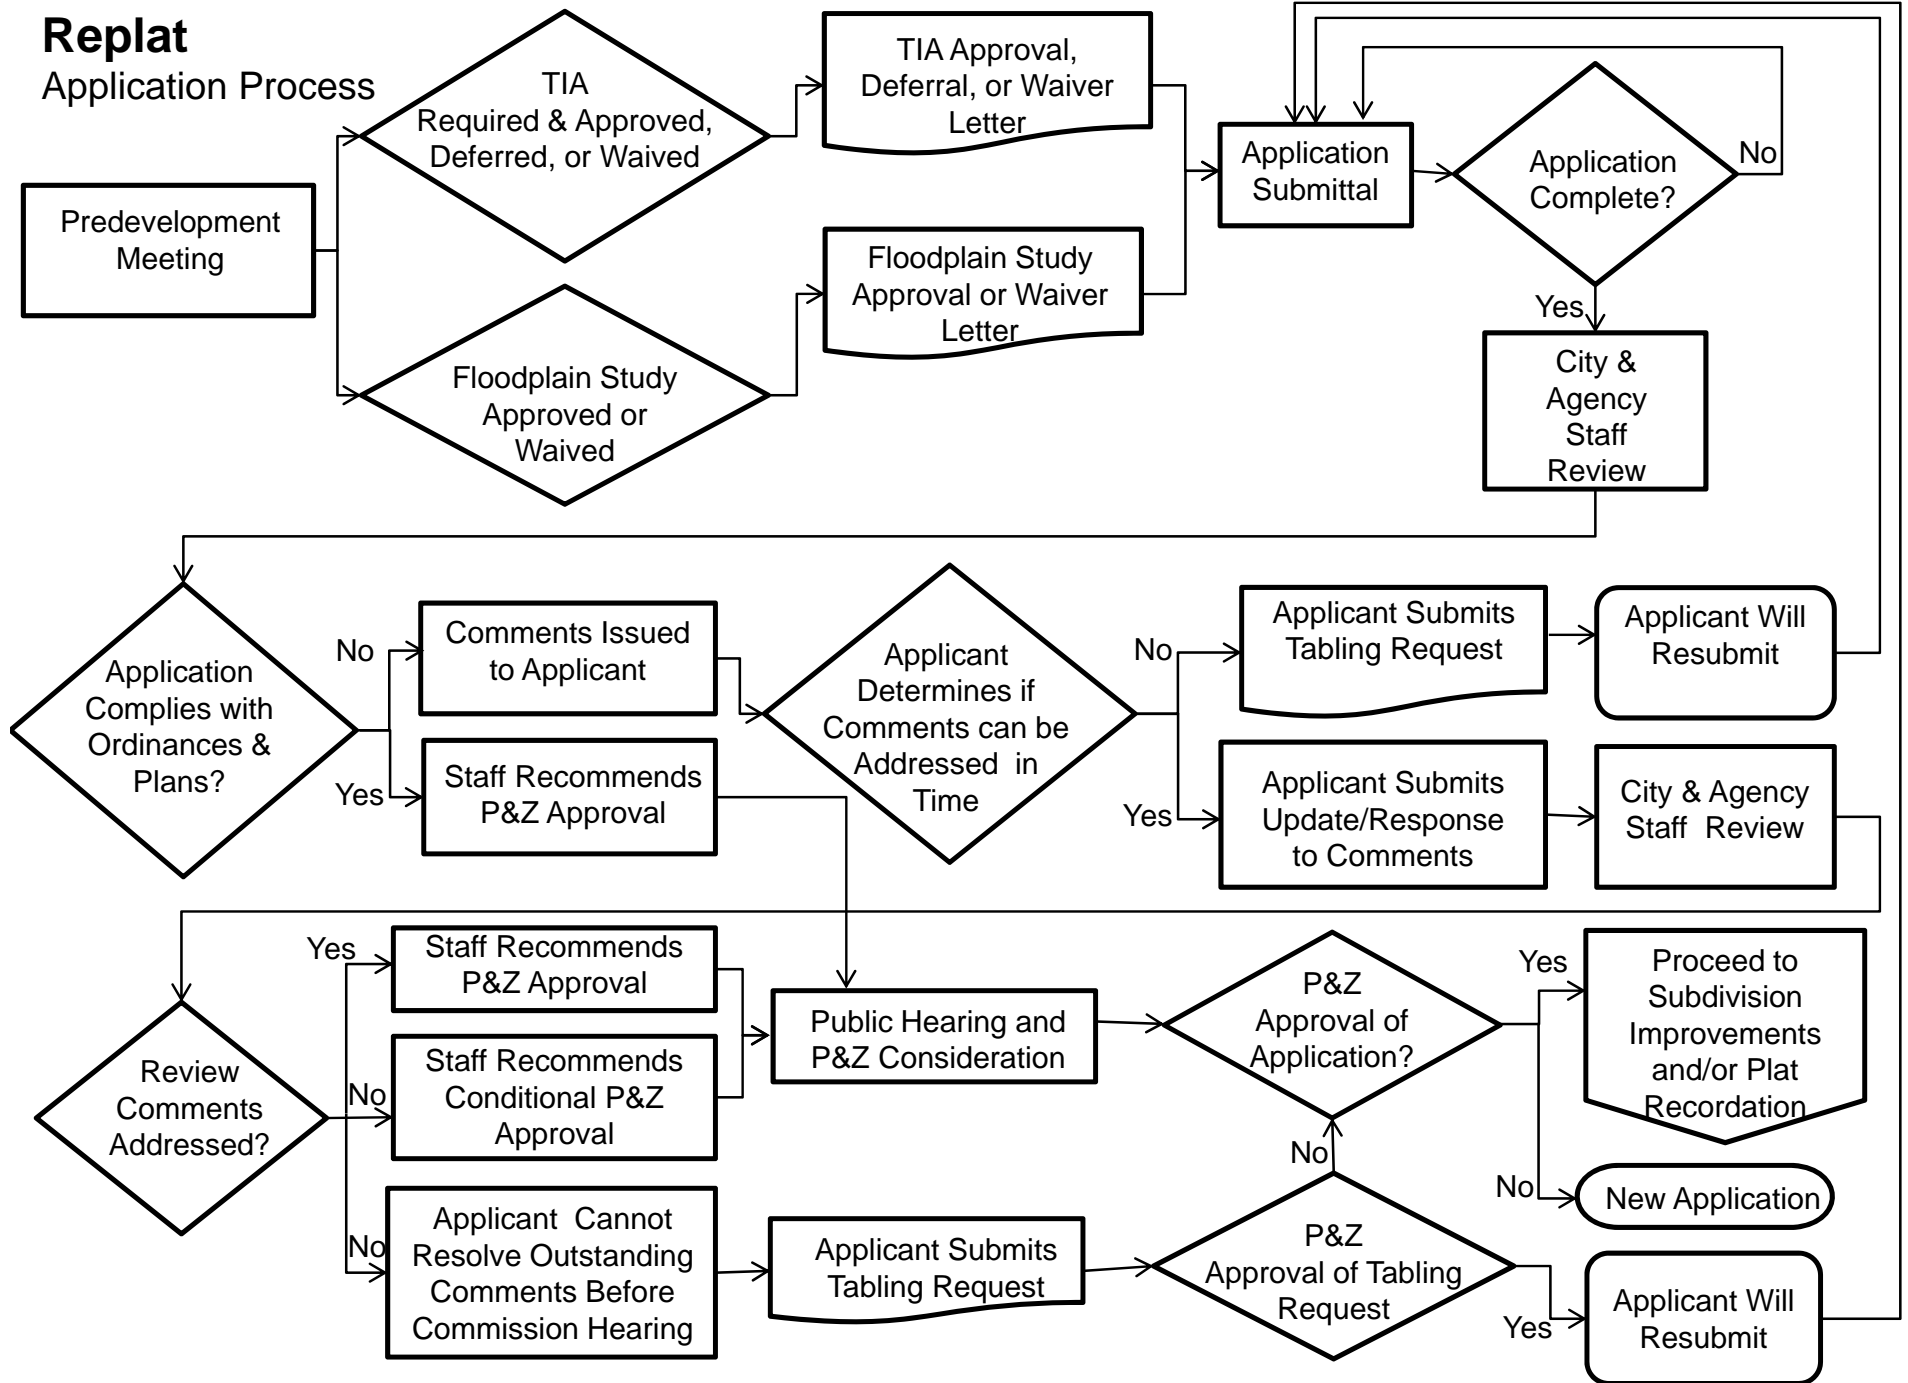 Replat
Application Process
TIA
Required & Approved,
Deferred, or Waived
TIA Approval,
Deferral, or Waiver
Letter
Predevelopment
Meeting
Floodplain Study
Approved or
Waived
Floodplain Study
Approval or Waiver
Letter
Application
Submittal
Application
Complete?
No
Yes
City &
Agency
Staff
Review
Application
Complies with
Ordinances &
Plans?
No
Comments Issued
to Applicant
Yes
Staff Recommends
P&Z Approval
Applicant
Determines if
Comments can be
Addressed in
Time
No
Applicant Submits
Tabling Request
Applicant Will
Resubmit
Yes
Applicant Submits
Update/Response
to Comments
City & Agency
Staff Review
Review
Comments
Addressed?
Yes
Staff Recommends
P&Z Approval
No
Staff Recommends
Conditional P&Z
Approval
No
Applicant Cannot
Resolve Outstanding
Comments Before
Commission Hearing
Public Hearing and
P&Z Consideration
P&Z
Approval of
Application?
Yes
Proceed to
Subdivision
Improvements
and/or Plat
Recordation
No
New Application
Applicant Submits
Tabling Request
No
P&Z
Approval of Tabling
Request
Yes
Applicant Will
Resubmit